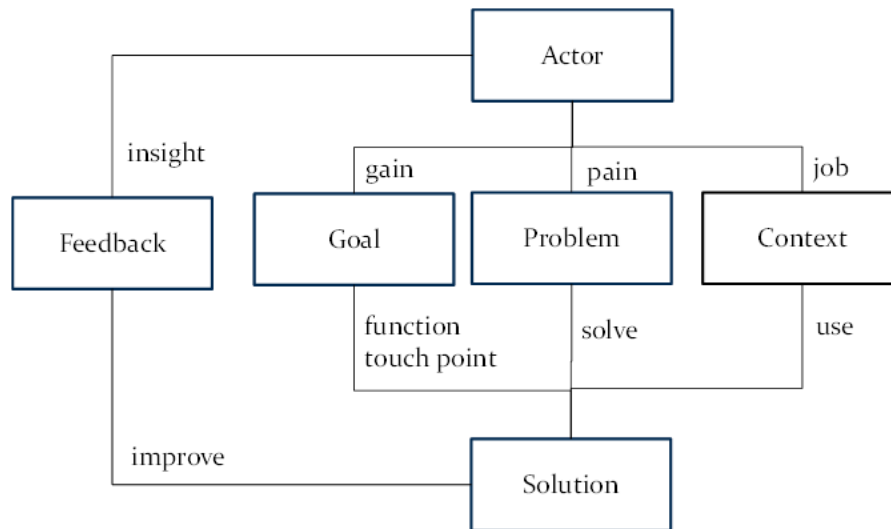 Actor
insight
gain
pain
job
Feedback
Goal
Problem
Context
function
touch point
solve
use
improve
Solution